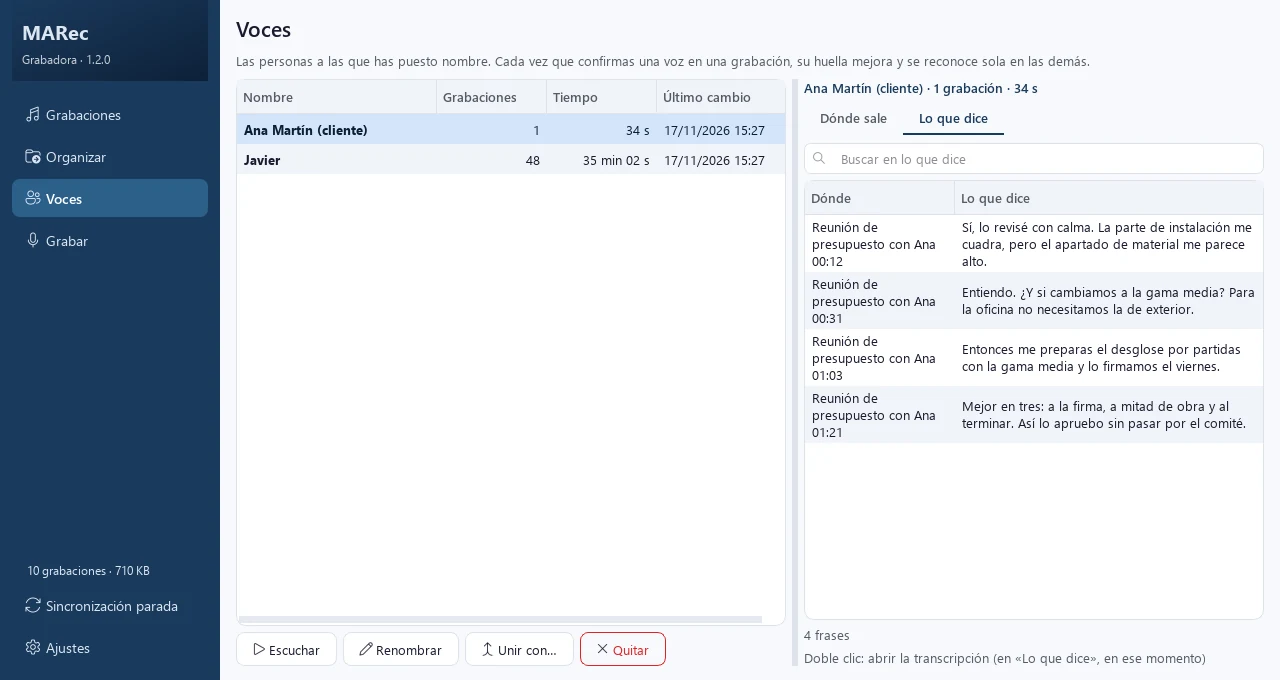 MARec
Grabadora · 1.2.0
Grabaciones
Organizar
Voces
Grabar
10 grabaciones · 710 KB
Sincronización parada
Ajustes
Voces
Las personas a las que has puesto nombre. Cada vez que confirmas una voz en una grabación, su huella mejora y se reconoce sola en las demás.
Nombre Grabaciones Tiempo Último cambio
Ana Martín (cliente) 1 34 s 17/11/2026 15:27
Javier 48 35 min 02 s 17/11/2026 15:27
Escuchar Renombrar Unir con... Quitar
Ana Martín (cliente) · 1 grabación · 34 s
Dónde sale Lo que dice
Buscar en lo que dice
Dónde Lo que dice
Reunión de
presupuesto con Ana
00:12
Sí, lo revisé con calma. La parte de instalación me
cuadra, pero el apartado de material me parece
alto.
Reunión de
presupuesto con Ana
00:31
Entiendo. ¿Y si cambiamos a la gama media? Para
la oficina no necesitamos la de exterior.
Reunión de
presupuesto con Ana
01:03
Entonces me preparas el desglose por partidas
con la gama media y lo firmamos el viernes.
Reunión de
presupuesto con Ana
01:21
Mejor en tres: a la firma, a mitad de obra y al
terminar. Así lo apruebo sin pasar por el comité.
4 frases
Doble clic: abrir la transcripción (en «Lo que dice», en ese momento)